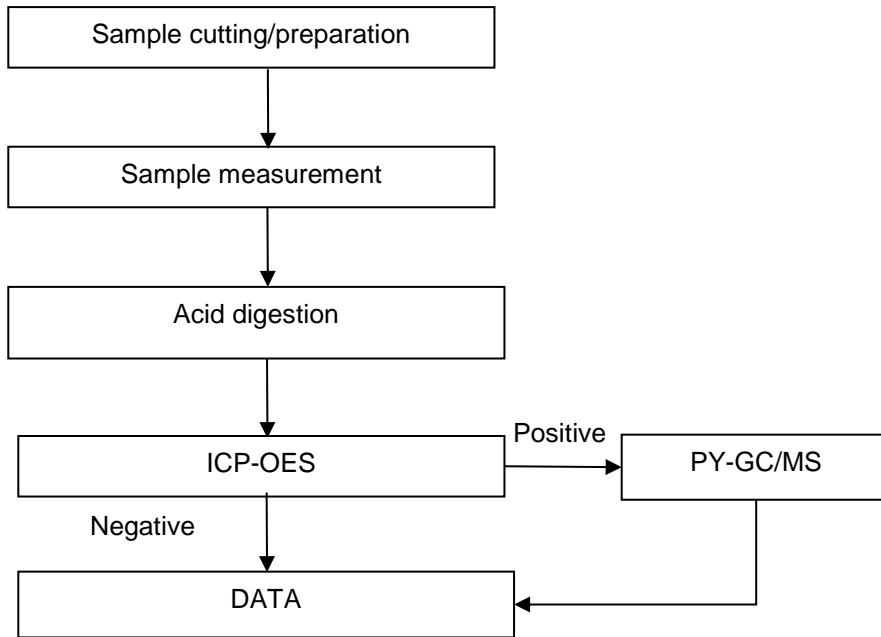 Sample cutting/preparation
Sample measurement
Acid digestion
ICP-OES
Positive
PY-GC/MS
Negative
DATA